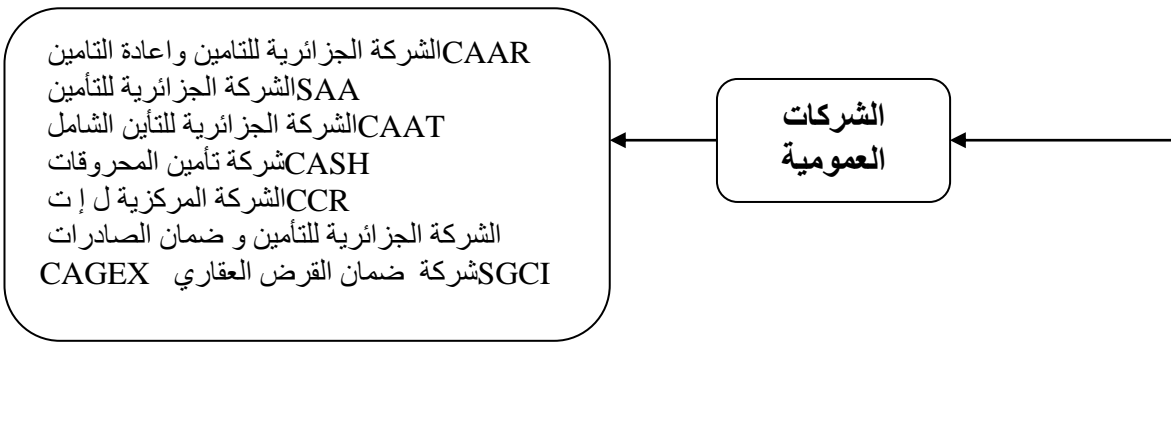 الشركات
العمومية
CAARالشركة الجزائرية للتامين واعادة التامين
SAAالشركة الجزائرية للتأمين
CAATالشركة الجزائرية للتأين الشامل
CASHشركة تأمين المحروقات
CCRالشركة المركزية ل إ ت
الشركة الجزائرية للتأمين و ضمان الصادرات
SGCIشركة ضمان القرض العقاري CAGEX